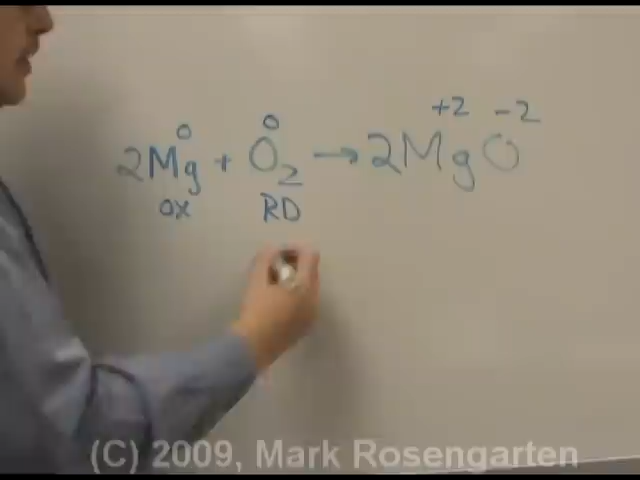 0 0 +2 -2
2Mg + O2 → 2MgO
OX RD
(C) 2009, Mark Rosengarten